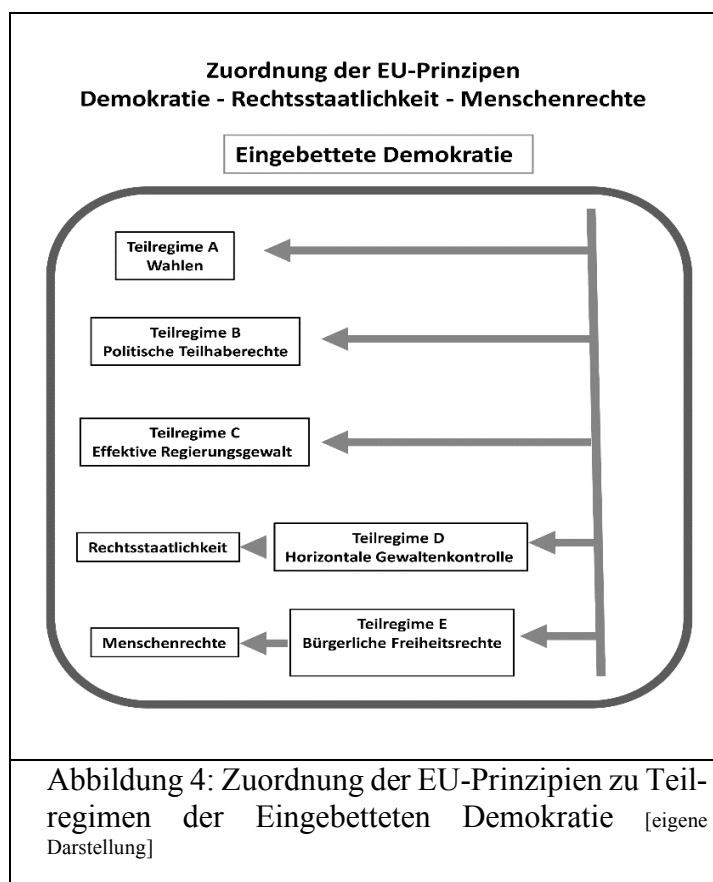 Zuordnung der EU-Prinzipen
Demokratie - Rechtsstaatlichkeit - Menschenrechte
Eingebettete Demokratie
Teilregime A
Wahlen
Teilregime B
Politische Teilhaberechte
Teilregime C
Effektive Regierungsgewalt
Rechtsstaatlichkeit
Teilregime D
Horizontale Gewaltenkontrolle
Menschenrechte
Teilregime E
Bürgerliche Freiheitsrechte
Abbildung 4: Zuordnung der EU-Prinzipien zu Teil-
regimen der Eingebetteten Demokratie [eigene
Darstellung]